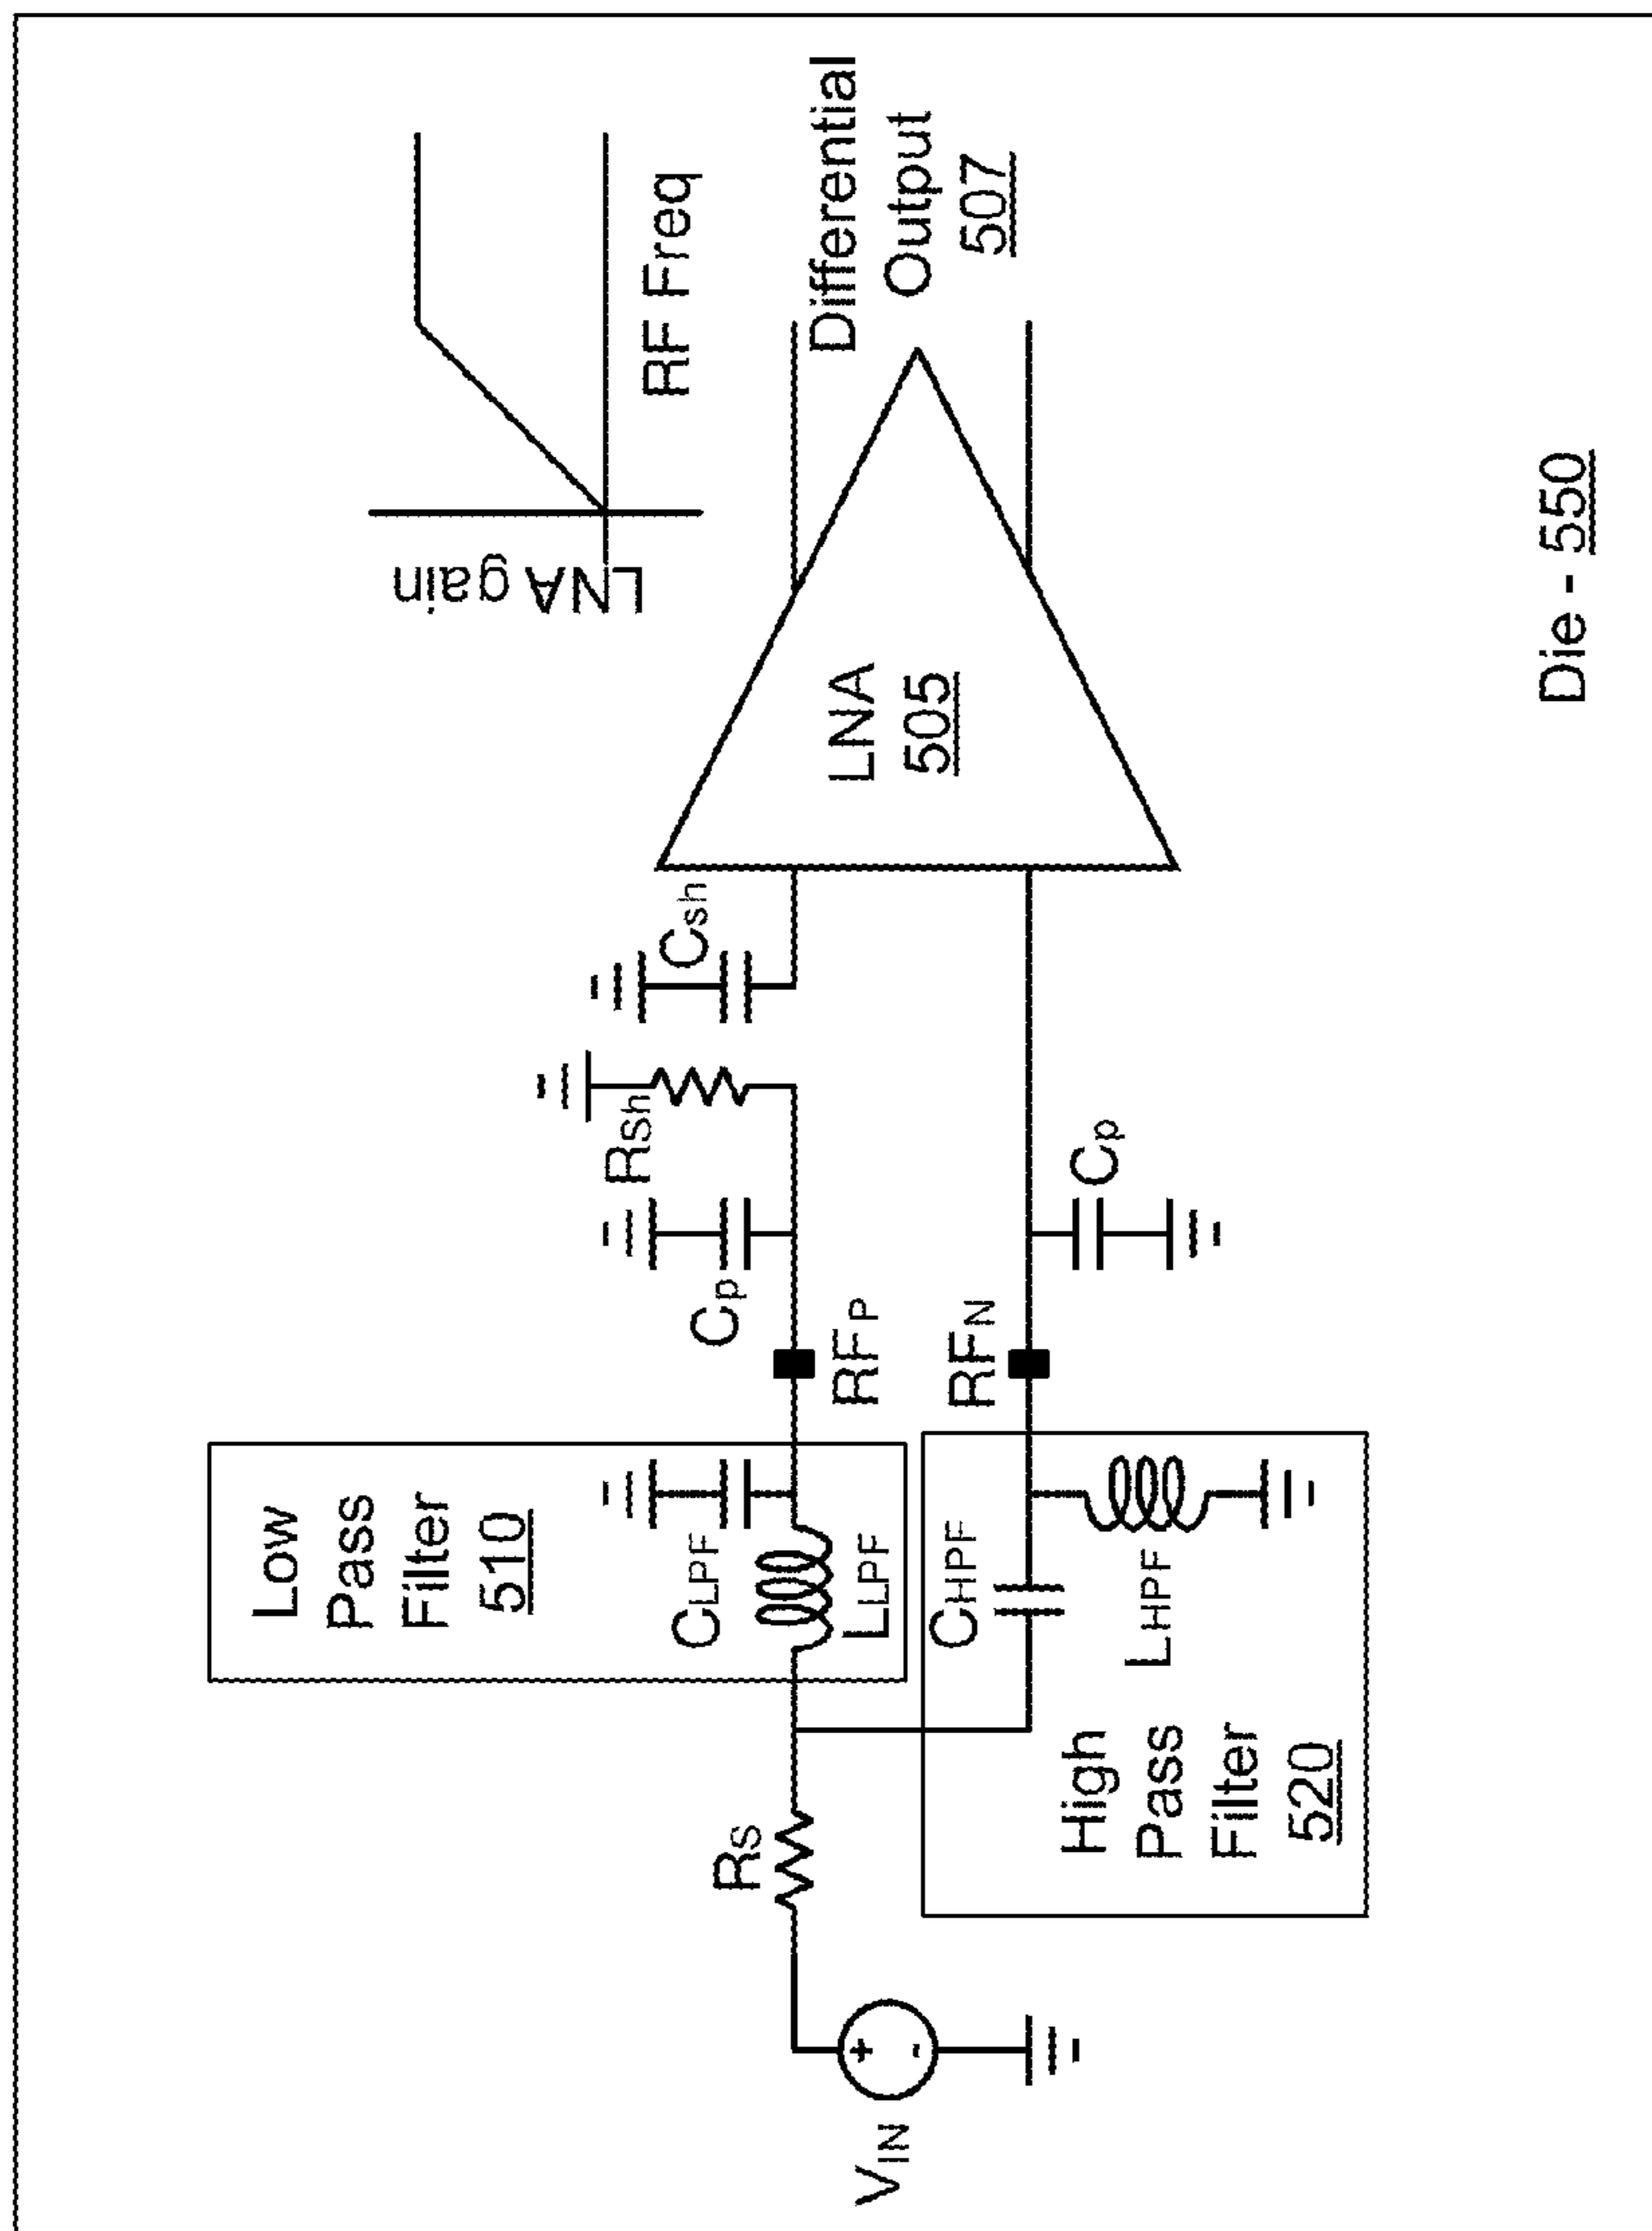 LNA gain
RF Freq
Low
Pass
Filter
510
CLPF
LLPF
Cp
RSh
Csh
RFP
VIN
+
-
RS
High
Pass
Filter
520
CHPF
LHPF
RFN
Cp
LNA
505
Differential
Output
507
Die - 550